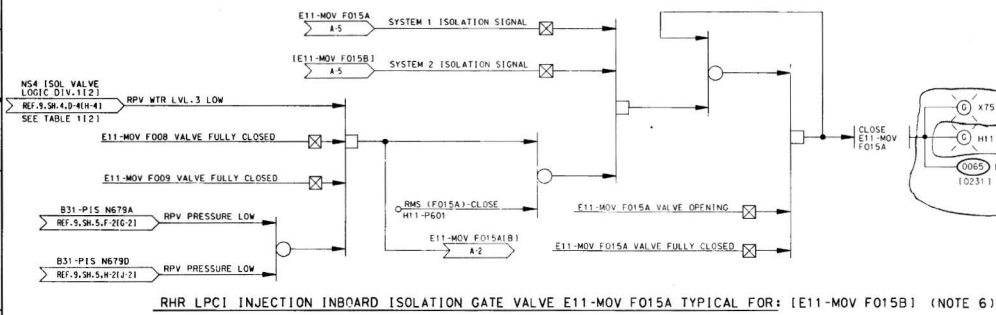 E11-MOV F015A
A-5
SYSTEM 1 ISOLATION SIGNAL
[E11-MOV F015B]
A-5
SYSTEM 2 ISOLATION SIGNAL
NS4 ISOL VALVE
LOGIC DIV.1[2]
REF.9.SH.4.D-4[H-4]
SEE TABLE 1[2]
RPV WTR LVL.3 LOW
E11-MOV F008 VALVE FULLY CLOSED
E11-MOV F009 VALVE FULLY CLOSED
B31-PIS N679A
REF.9.SH.5.F-2[G-2]
RPV PRESSURE LOW
B31-PIS N679D
REF.9.SH.5.H-2[J-2]
RPV PRESSURE LOW
RMS (F015A)-CLOSE
H11-P601
E11-MOV F015A[B]
A-2
E11-MOV F015A VALVE OPENING
E11-MOV F015A VALVE FULLY CLOSED
CLOSE
E11-MOV
F015A
G X75
G H11
0065
[0231]
RHR LPCI INJECTION INBOARD ISOLATION GATE VALVE E11-MOV F015A TYPICAL FOR: [E11-MOV F015B] (NOTE 6)